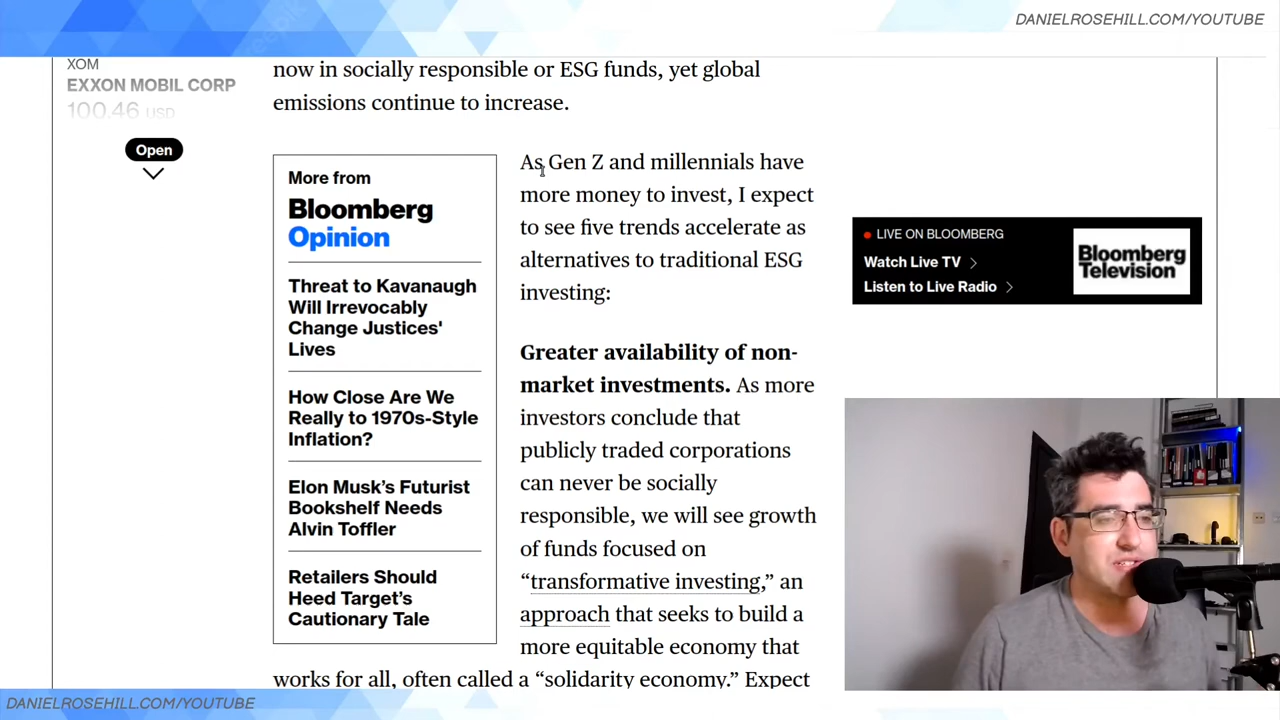 DANIELROSEHILL.COM/YOUTUBE
XOM
EXXON MOBIL CORP
100.46 USD
Open
now in socially responsible or ESG funds, yet global
emissions continue to increase.
More from
Bloomberg
Opinion
Threat to Kavanaugh
Will Irrevocably
Change Justices'
Lives
How Close Are We
Really to 1970s-Style
Inflation?
Elon Musk's Futurist
Bookshelf Needs
Alvin Toffler
Retailers Should
Heed Target's
Cautionary Tale
As Gen Z and millennials have
more money to invest, I expect
to see five trends accelerate as
alternatives to traditional ESG
investing:
Greater availability of non-
market investments. As more
investors conclude that
publicly traded corporations
can never be socially
responsible, we will see growth
of funds focused on
“transformative investing,” an
approach that seeks to build a
more equitable economy that
works for all, often called a “solidarity economy.” Expect
LIVE ON BLOOMBERG
Watch Live TV
Listen to Live Radio
Bloomberg
Television
DANIELROSEHILL.COM/YOUTUBE